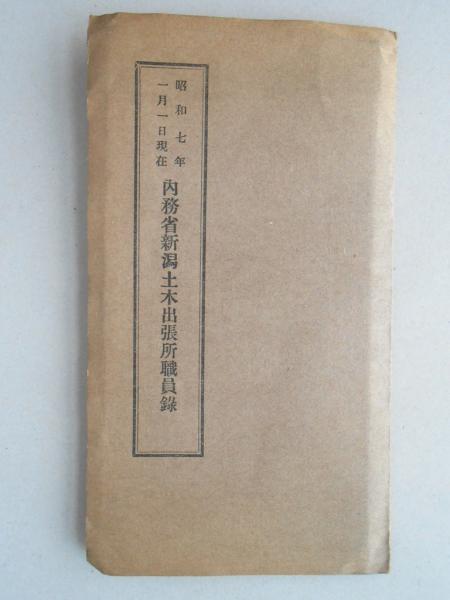 昭和七年
一月一日現在
內務省新潟土木出張所職員錄